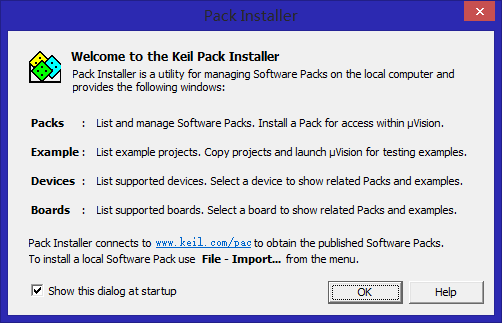 Pack Installer
Welcome to the Keil Pack Installer
Pack Installer is a utility for managing Software Packs on the local computer and
provides the following windows:
Packs : List and manage Software Packs. Install a Pack for access within µVision.
Example : List example projects. Copy projects and launch µVision for testing examples.
Devices : List supported devices. Select a device to show related Packs and examples.
Boards : List supported boards. Select a board to show related Packs and examples.
Pack Installer connects to www.keil.com/pac to obtain the published Software Packs.
To install a local Software Pack use File - Import... from the menu.
Show this dialog at startup
OK
Help